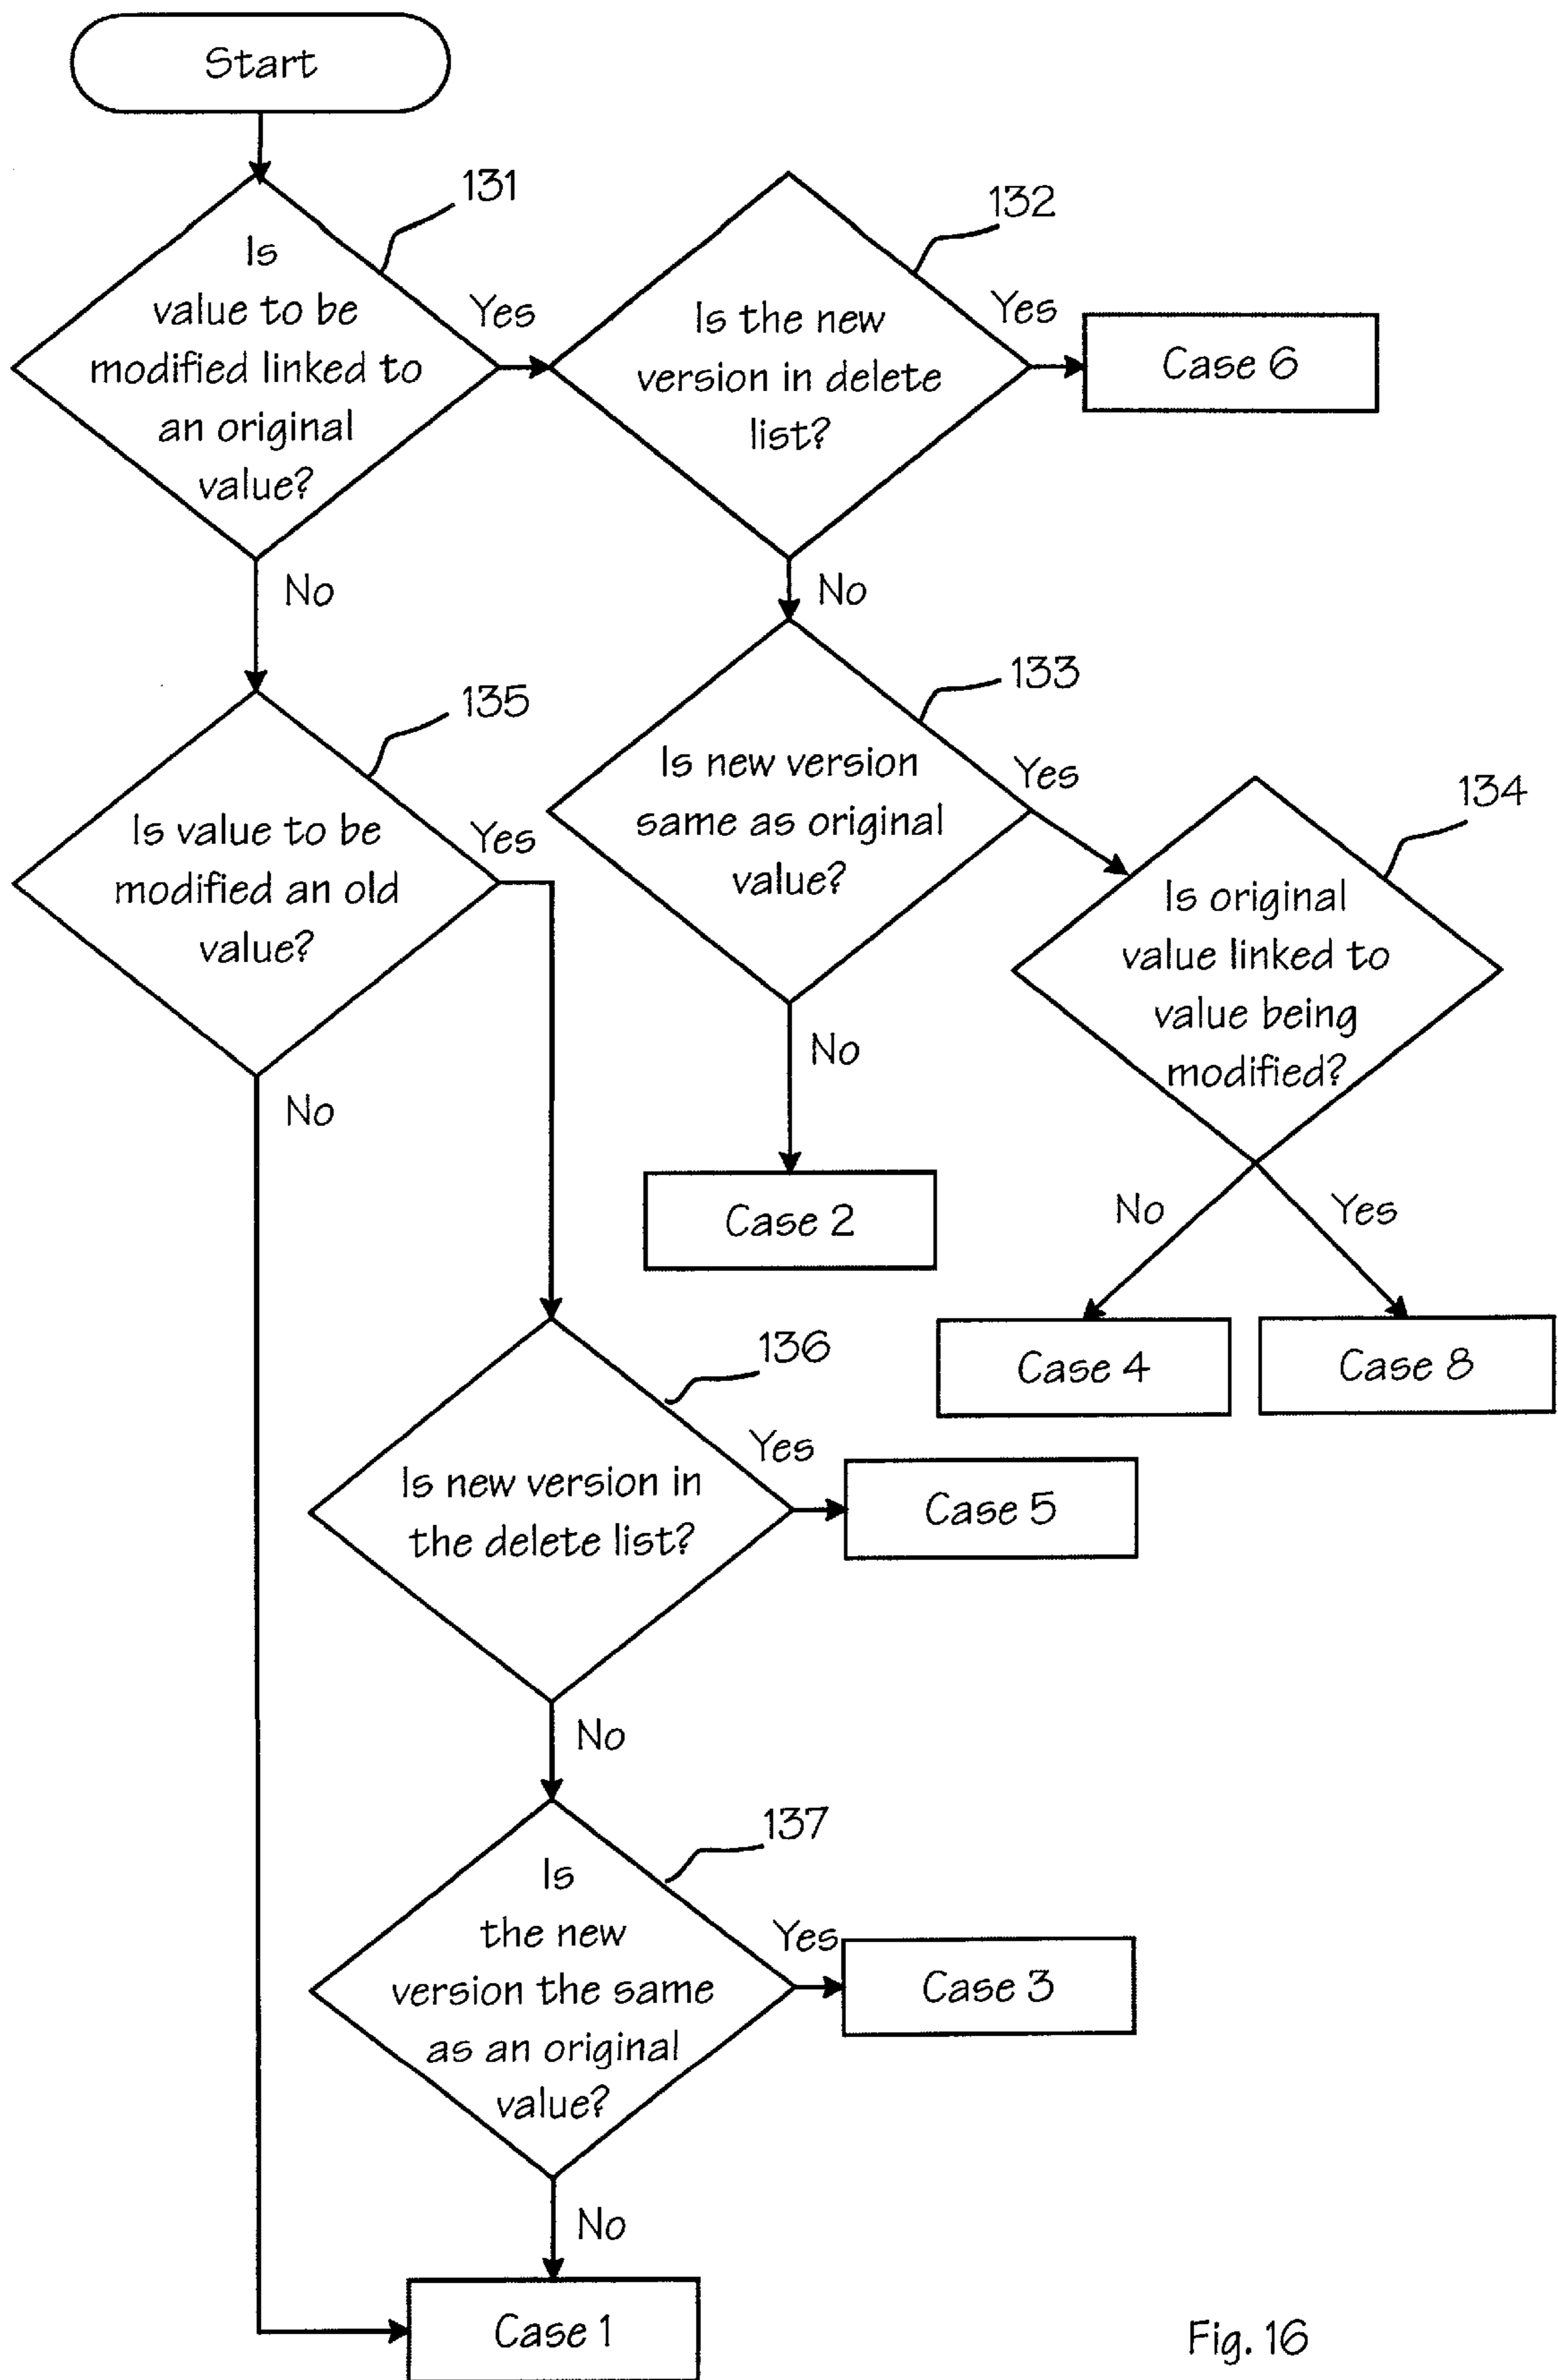 Start
131
Is
value to be
modified linked to
an original
value?
Yes
No
132
Is the new
version in delete
list?
Yes
Case 6
No
133
Is new version
same as original
value?
Yes
No
134
Is original
value linked to
value being
modified?
No
Yes
Case 2
Case 4
Case 8
135
Is value to be
modified an old
value?
Yes
No
136
Is new version in
the delete list?
Yes
Case 5
No
137
Is
the new
version the same
as an original
value?
Yes
Case 3
No
Case 1
Fig. 16